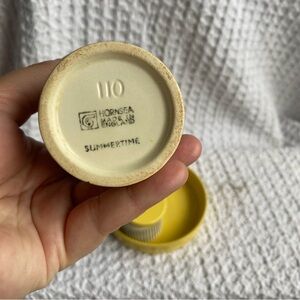 110
HORNSEA
MADE IN
ENGLAND
SUMMERTIME